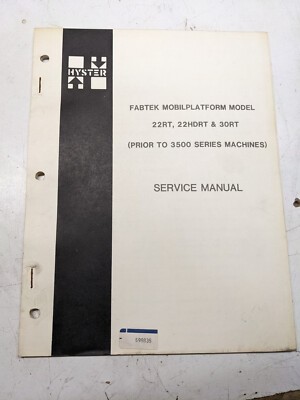 HYSTER
FABTEK MOBILPLATFORM MODEL
22RT, 22HDRT & 30RT
(PRIOR TO 3500 SERIES MACHINES)
SERVICE MANUAL